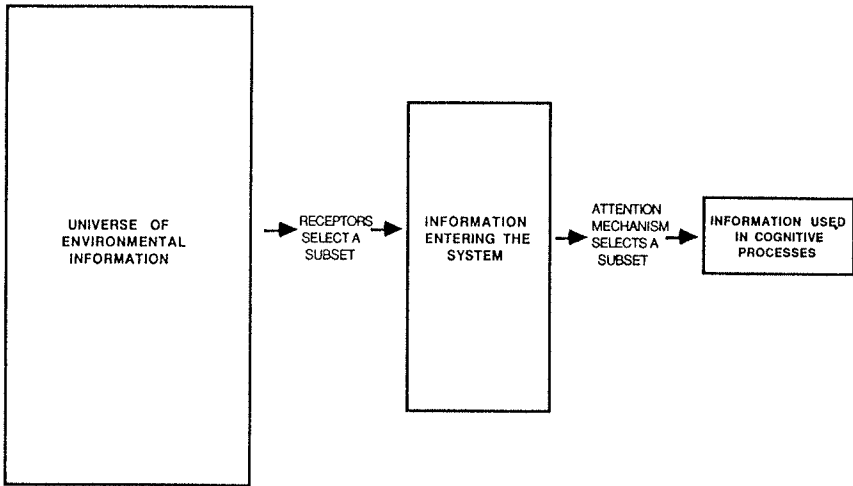 UNIVERSE OF
ENVIRONMENTAL
INFORMATION
RECEPTORS
SELECT A
SUBSET
INFORMATION
ENTERING THE
SYSTEM
ATTENTION
MECHANISM
SELECTS A
SUBSET
INFORMATION USED
IN COGNITIVE
PROCESSES